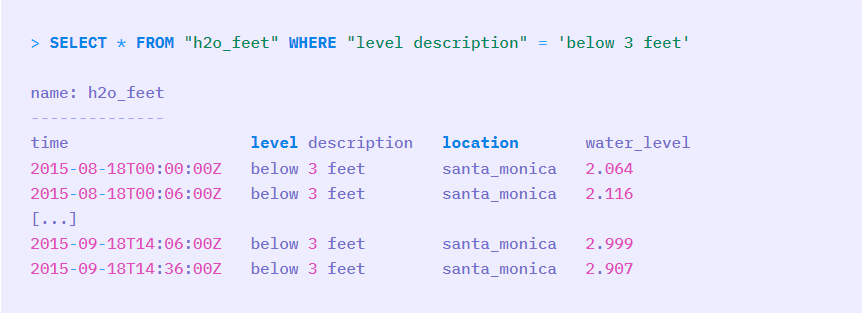 > SELECT * FROM "h2o_feet" WHERE "level description" = 'below 3 feet'
name: h2o_feet
--------------
time level description location water_level
2015-08-18T00:00:00Z below 3 feet santa_monica 2.064
2015-08-18T00:06:00Z below 3 feet santa_monica 2.116
[...]
2015-09-18T14:06:00Z below 3 feet santa_monica 2.999
2015-09-18T14:36:00Z below 3 feet santa_monica 2.907